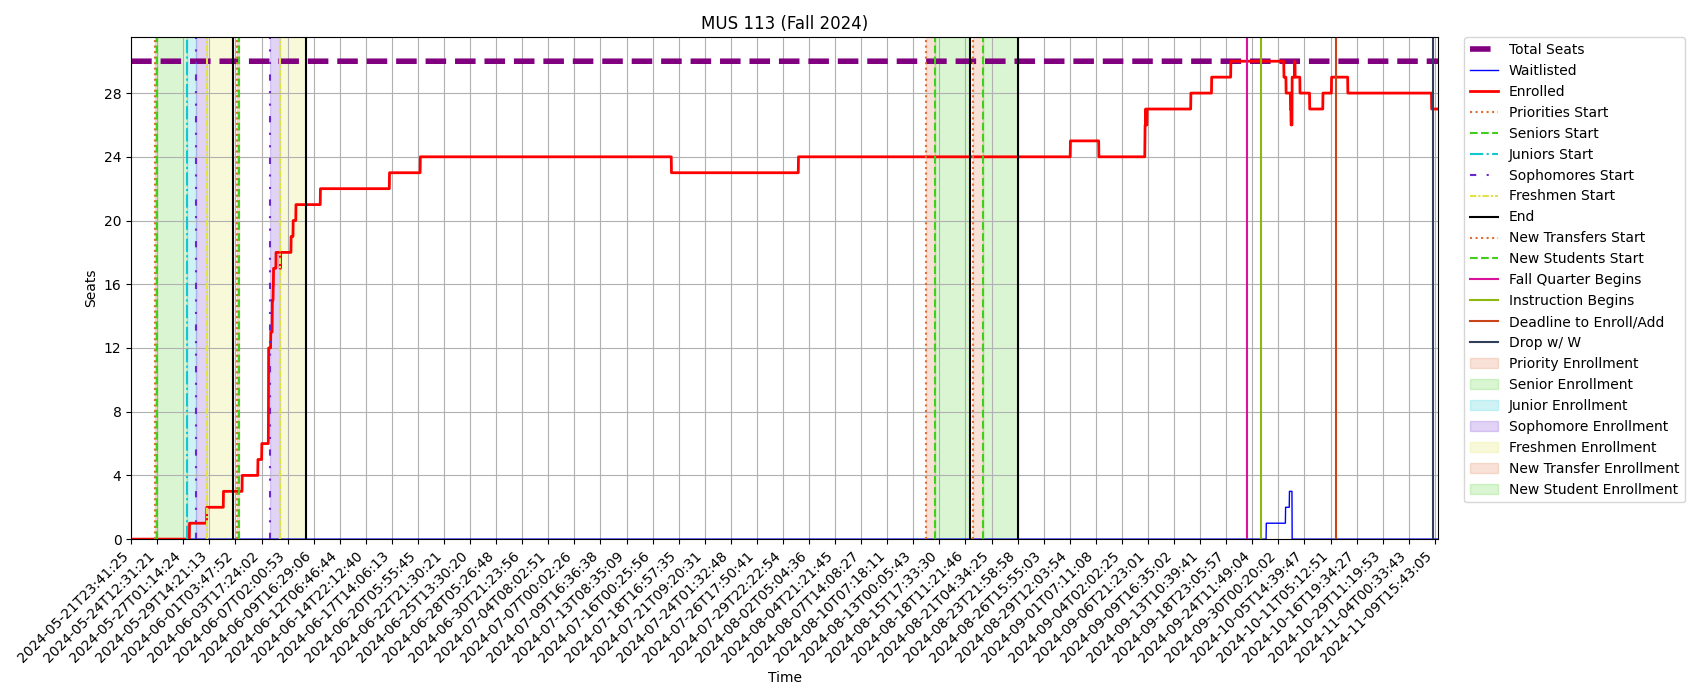 MUS 113 (Fall 2024)
Seats
28
24
20
16
12
8
4
0
2024-05-21T23:41:25
2024-05-24T12:31:21
2024-05-27T01:14:24
2024-05-29T14:21:13
2024-06-01T03:47:52
2024-06-03T17:24:02
2024-06-07T02:00:53
2024-06-09T16:29:06
2024-06-12T06:46:44
2024-06-14T22:12:40
2024-06-17T14:06:13
2024-06-20T05:55:45
2024-06-22T21:30:21
2024-06-25T13:30:20
2024-06-28T05:26:48
2024-06-30T21:23:56
2024-07-04T08:02:51
2024-07-07T00:02:26
2024-07-09T16:36:38
2024-07-13T08:35:09
2024-07-16T00:25:56
2024-07-18T16:57:35
2024-07-21T09:20:31
2024-07-24T01:32:48
2024-07-26T17:50:41
2024-07-29T22:22:54
2024-08-02T05:04:36
2024-08-04T21:21:45
2024-08-07T14:08:27
2024-08-10T07:18:11
2024-08-13T00:05:43
2024-08-15T17:33:30
2024-08-18T11:21:46
2024-08-21T04:34:25
2024-08-23T21:58:58
2024-08-26T15:55:03
2024-08-29T12:03:54
2024-09-01T07:11:08
2024-09-04T02:02:25
2024-09-06T21:23:01
2024-09-09T16:35:02
2024-09-13T10:39:41
2024-09-18T23:05:57
2024-09-24T11:49:04
2024-09-30T00:20:02
2024-10-05T14:39:47
2024-10-11T05:12:51
2024-10-16T19:34:27
2024-10-29T11:19:53
2024-11-04T00:33:43
2024-11-09T15:43:05
Time
Total Seats
Waitlisted
Enrolled
Priorities Start
Seniors Start
Juniors Start
Sophomores Start
Freshmen Start
End
New Transfers Start
New Students Start
Fall Quarter Begins
Instruction Begins
Deadline to Enroll/Add
Drop w/ W
Priority Enrollment
Senior Enrollment
Junior Enrollment
Sophomore Enrollment
Freshmen Enrollment
New Transfer Enrollment
New Student Enrollment